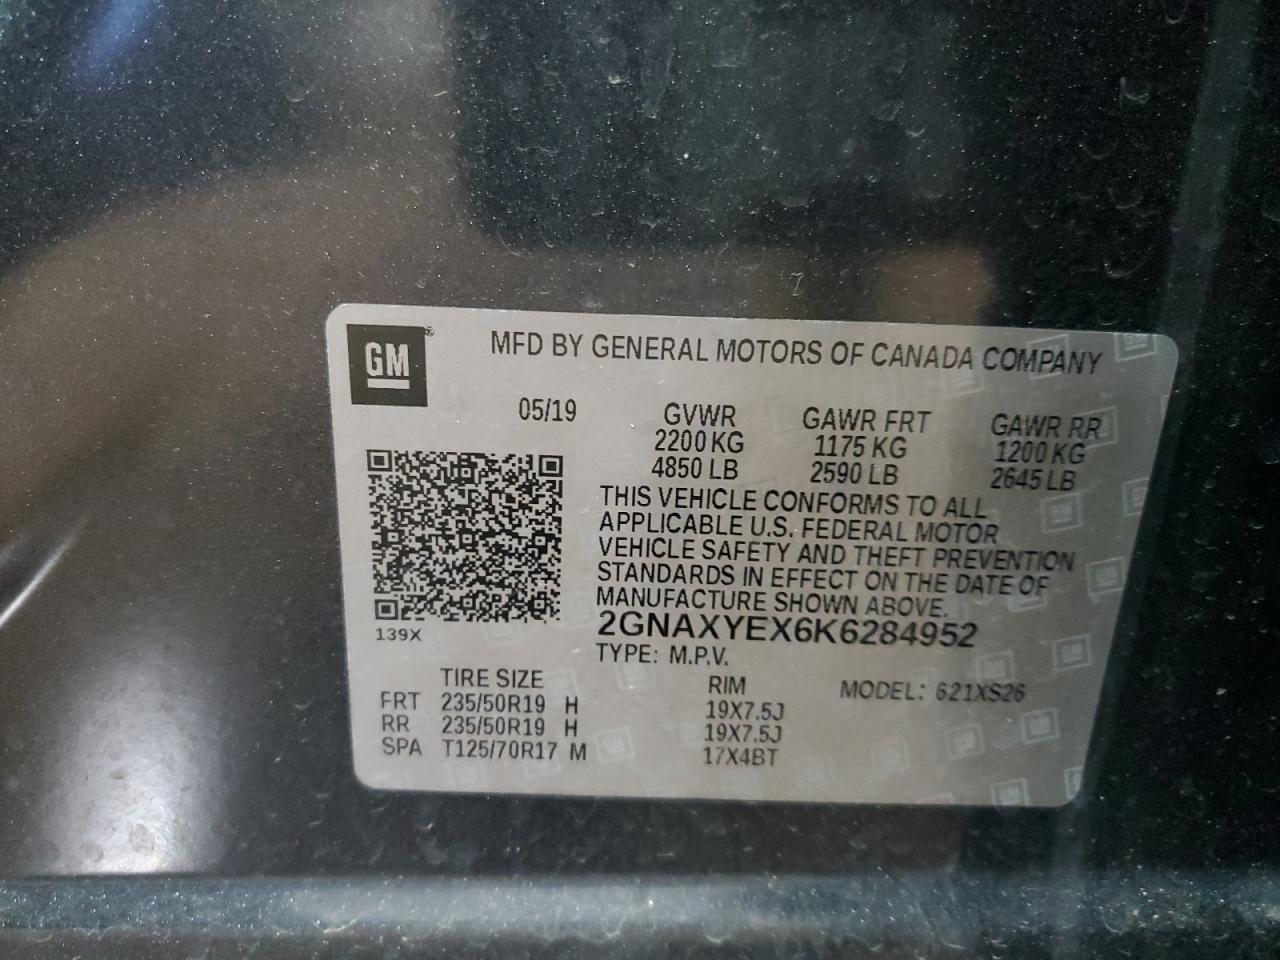 GM®
MFD BY GENERAL MOTORS OF CANADA COMPANY
05/19 GVWR GAWR FRT GAWR RR
2200 KG 1175 KG 1200 KG
4850 LB 2590 LB 2645 LB
THIS VEHICLE CONFORMS TO ALL
APPLICABLE U.S. FEDERAL MOTOR
VEHICLE SAFETY AND THEFT PREVENTION
STANDARDS IN EFFECT ON THE DATE OF
MANUFACTURE SHOWN ABOVE.
139X
2GNAXYEX6K6284952
TYPE: M.P.V.
TIRE SIZE RIM MODEL: 621XS26
FRT 235/50R19 H 19X7.5J
RR 235/50R19 H 19X7.5J
SPA T125/70R17 M 17X4BT